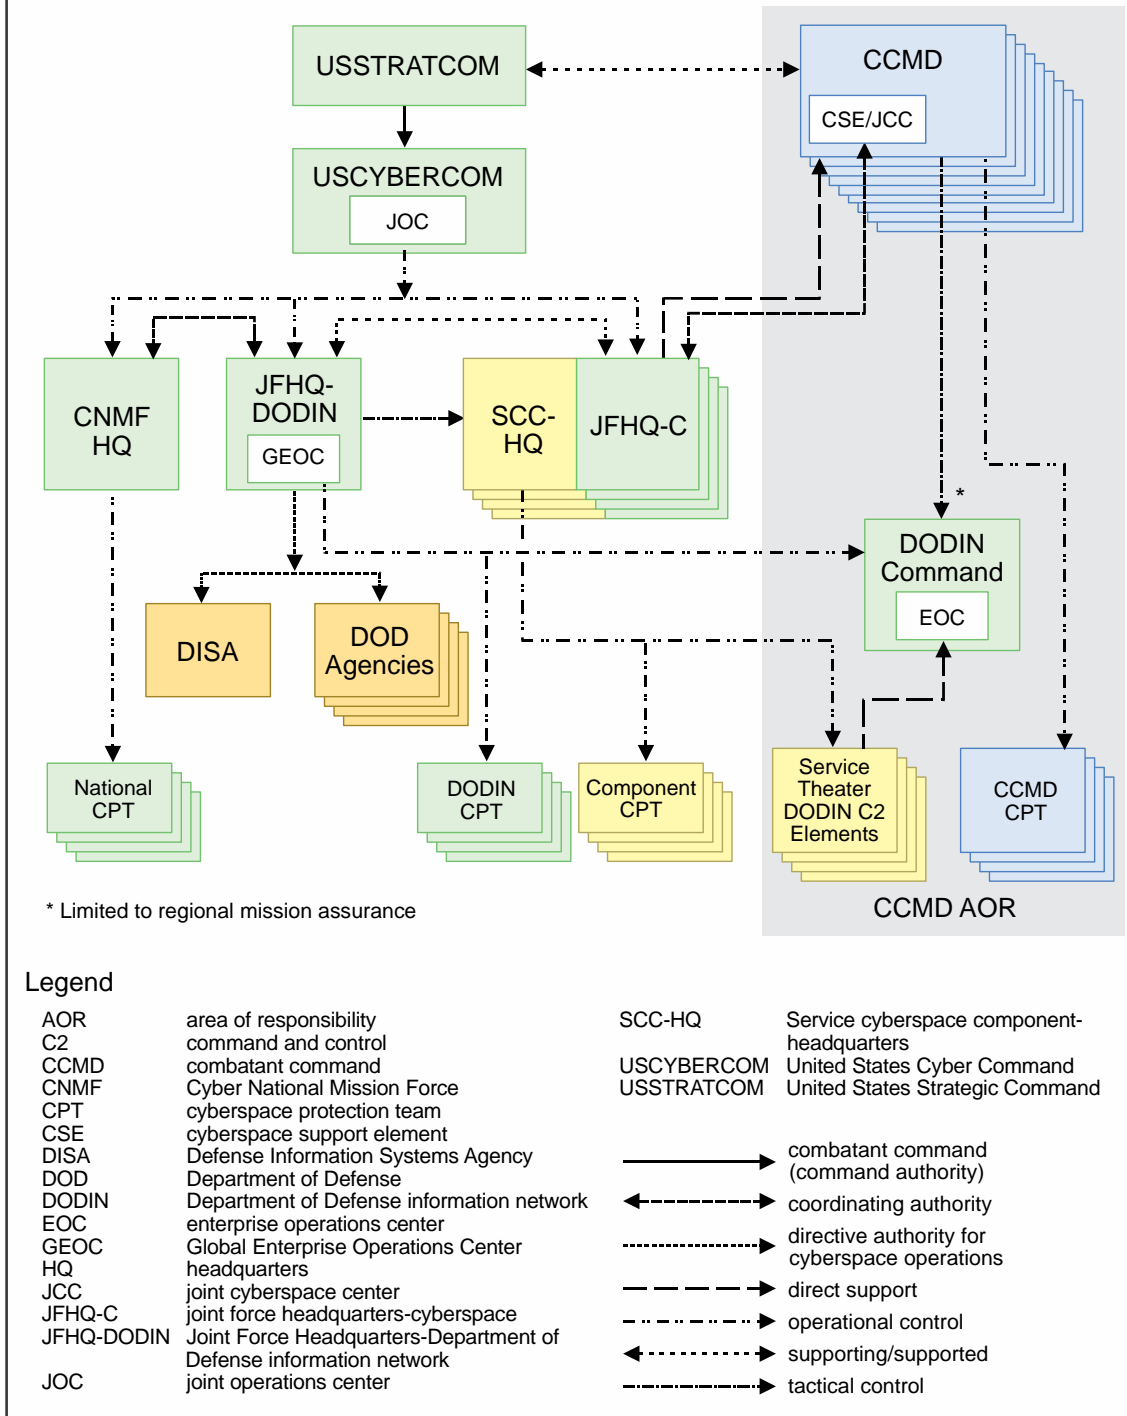 USSTRATCOM
CCMD
CSE/JCC
USCYBERCOM
JOC
CNMF
HQ
JFHQ-
DODIN
GEOC
SCC-
HQ
JFHQ-C
*
DODIN
Command
EOC
DISA
DOD
Agencies
National
CPT
DODIN
CPT
Component
CPT
Service
Theater
DODIN C2
Elements
CCMD
CPT
* Limited to regional mission assurance
CCMD AOR
Legend
AOR area of responsibility
C2 command and control
CCMD combatant command
CNMF Cyber National Mission Force
CPT cyberspace protection team
CSE cyberspace support element
DISA Defense Information Systems Agency
DOD Department of Defense
DODIN Department of Defense information network
EOC enterprise operations center
GEOC Global Enterprise Operations Center
HQ headquarters
JCC joint cyberspace center
JFHQ-C joint force headquarters-cyberspace
JFHQ-DODIN Joint Force Headquarters-Department of
Defense information network
JOC joint operations center
SCC-HQ Service cyberspace component-
headquarters
USCYBERCOM United States Cyber Command
USSTRATCOM United States Strategic Command
combatant command
(command authority)
coordinating authority
directive authority for
cyberspace operations
direct support
operational control
supporting/supported
tactical control